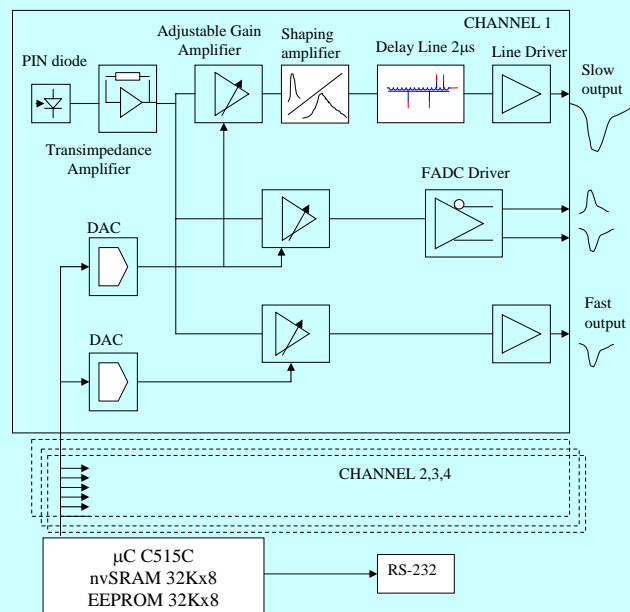 CHANNEL 1
Adjustable Gain
Amplifier
Shaping
amplifier
Delay Line 2μs
Line Driver
PIN diode
Slow
output
Transimpedance
Amplifier
FADC Driver
DAC
Fast
output
DAC
CHANNEL 2,3,4
μC C515C
nvSRAM 32Kx8
EEPROM 32Kx8
RS-232